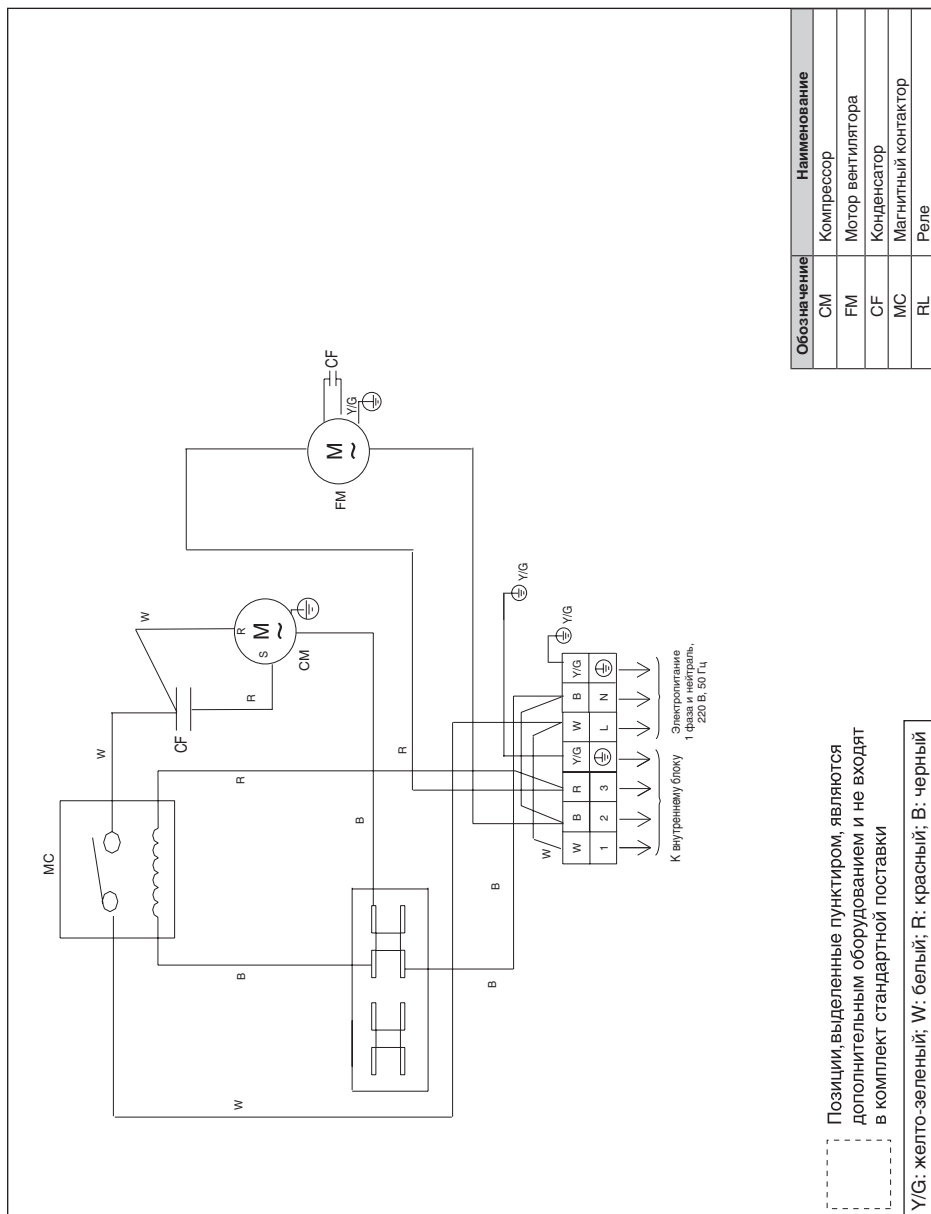 MC
W
W
B
R
CF
W
R
R
S
M
~
CM
B
R
M
~
FM
CF
Y/G
B
B
W
Y/G
Y/G
W
B
R
Y/G
W
B
Y/G
1
2
3
L
N
К внутреннему блоку
Электропитание
1 фаза и нейтраль,
220 В, 50 Гц
Обозначение Наименование
CM Компрессор
FM Мотор вентилятора
CF Конденсатор
MC Магнитный контактор
RL Реле
Позиции, выделенные пунктиром, являются
дополнительным оборудованием и не входят
в комплект стандартной поставки
Y/G: желто-зеленый; W: белый; R: красный; B: черный